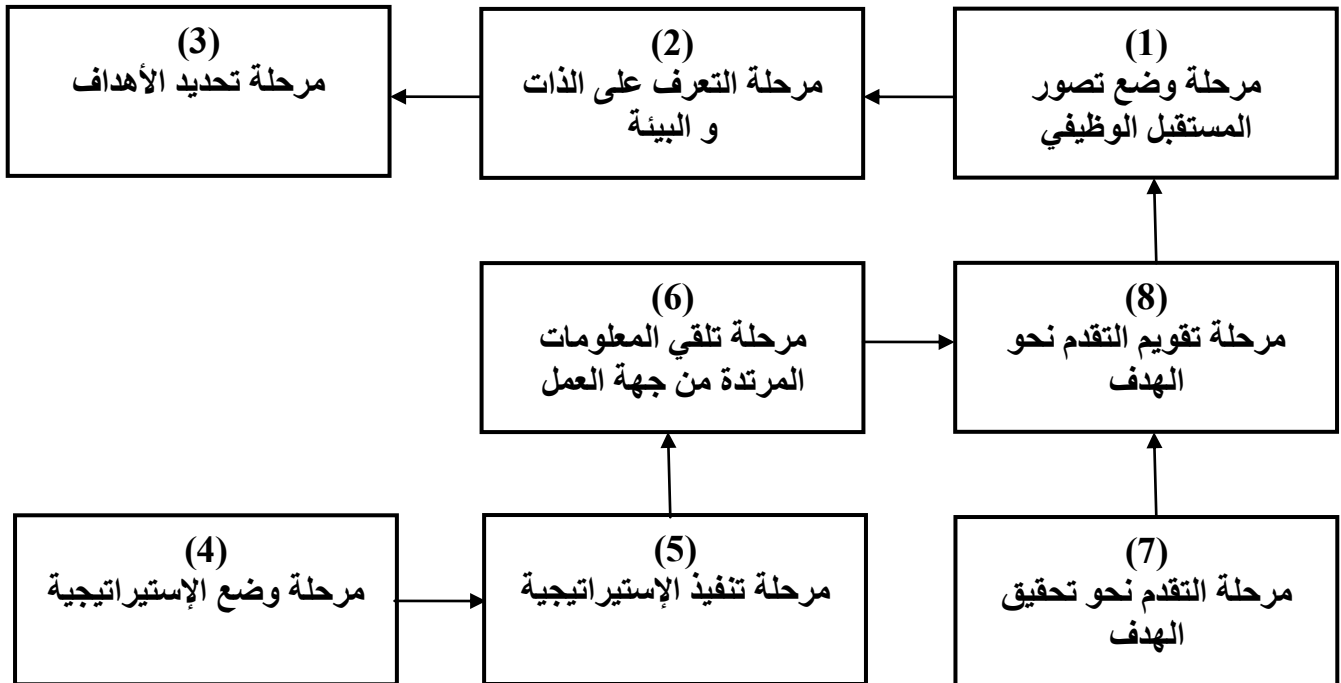 (1)
مرحلة وضع تصور
المستقبل الوظيفي
(2)
مرحلة التعرف على الذات
و البيئة
(3)
مرحلة تحديد الأهداف
(8)
مرحلة تقويم التقدم نحو
الهدف
(6)
مرحلة تلقي المعلومات
المرتدة من جهة العمل
(7)
مرحلة التقدم نحو تحقيق
الهدف
(5)
مرحلة تنفيذ الإستيراتيجية
(4)
مرحلة وضع الإستيراتيجية